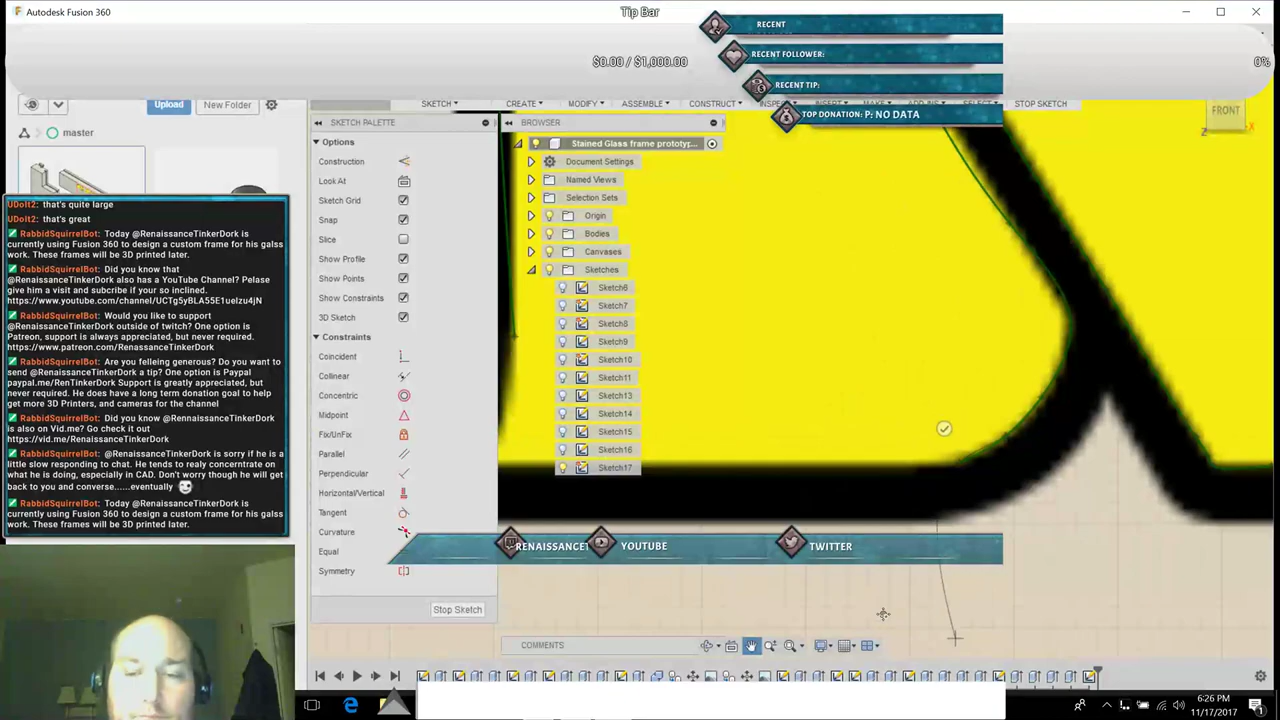 Autodesk Fusion 360
Tip Bar
RECENT
$0.00 / $1,000.00
RECENT FOLLOWER:
0%
RECENT TIP:
TOP DONATION: P: NO DATA
Upload
New Folder
SKETCH
CREATE
MODIFY
ASSEMBLE
CONSTRUCT
INSPECT
INSERT
MAKE
ADD-INS
SELECT
STOP SKETCH
FRONT
Z
X
master
SKETCH PALETTE
Options
Construction
Look At
Sketch Grid
Snap
Slice
Show Profile
Show Points
Show Constraints
3D Sketch
Constraints
Coincident
Collinear
Concentric
Midpoint
Fix/UnFix
Parallel
Perpendicular
Horizontal/Vertical
Tangent
Curvature
Equal
Symmetry
Stop Sketch
BROWSER
Stained Glass frame prototyp...
Document Settings
Named Views
Selection Sets
Origin
Bodies
Canvases
Sketches
Sketch6
Sketch7
Sketch8
Sketch9
Sketch10
Sketch11
Sketch13
Sketch14
Sketch15
Sketch16
Sketch17
UDoIt2: that's quite large
UDoIt2: that's great
RabbidSquirrelBot: Today @RenaissanceTinkerDork is
currently using Fusion 360 to design a custom frame for his galss
work. These frames will be 3D printed later.
RabbidSquirrelBot: Did you know that
@RenaissanceTinkerDork also has a YouTube Channel? Pelase
give him a visit and subcribe if your so inclined.
https://www.youtube.com/channel/UCTg5yBLA55E1uelzu4jN
RabbidSquirrelBot: Would you like to support
@RenaissanceTinkerDork outside of twitch? One option is
Patreon, support is always appreciated, but never required.
https://www.patreon.com/RenassanceTinkerDork
RabbidSquirrelBot: Are you felleing generous? Do you want to
send @RenaissanceTinkerDork a tip? One option is Paypal
paypal.me/RenTinkerDork Support is greatly appreciated, but
never required. He does have a long term donation goal to help
get more 3D Printers, and cameras for the channel
RabbidSquirrelBot: Did you know @RennaissanceTinkerDork
is also on Vid.me? Go check it out
https://vid.me/RenaissanceTinkerDork
RabbidSquirrelBot: @RenaissanceTinkerDork is sorry if he is a
little slow responding to chat. He tends to realy concerntrate on
what he is doing, especially in CAD. Don't worry though he will get
back to you and converse......eventually
RabbidSquirrelBot: Today @RenaissanceTinkerDork is
currently using Fusion 360 to design a custom frame for his galss
work. These frames will be 3D printed later.
RENAISSANCET
YOUTUBE
TWITTER
COMMENTS
6:26 PM
11/17/2017